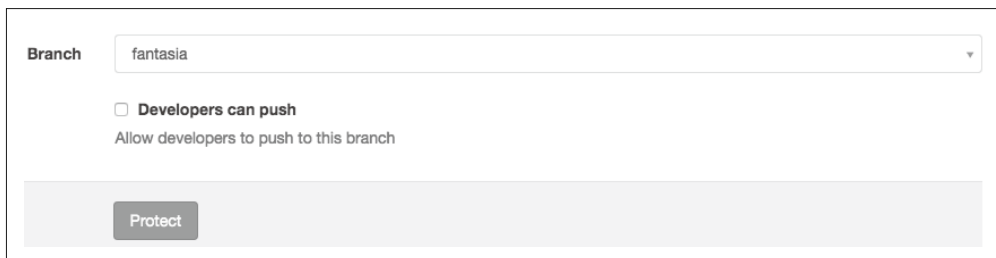 Branch
fantasia
Developers can push
Allow developers to push to this branch
Protect